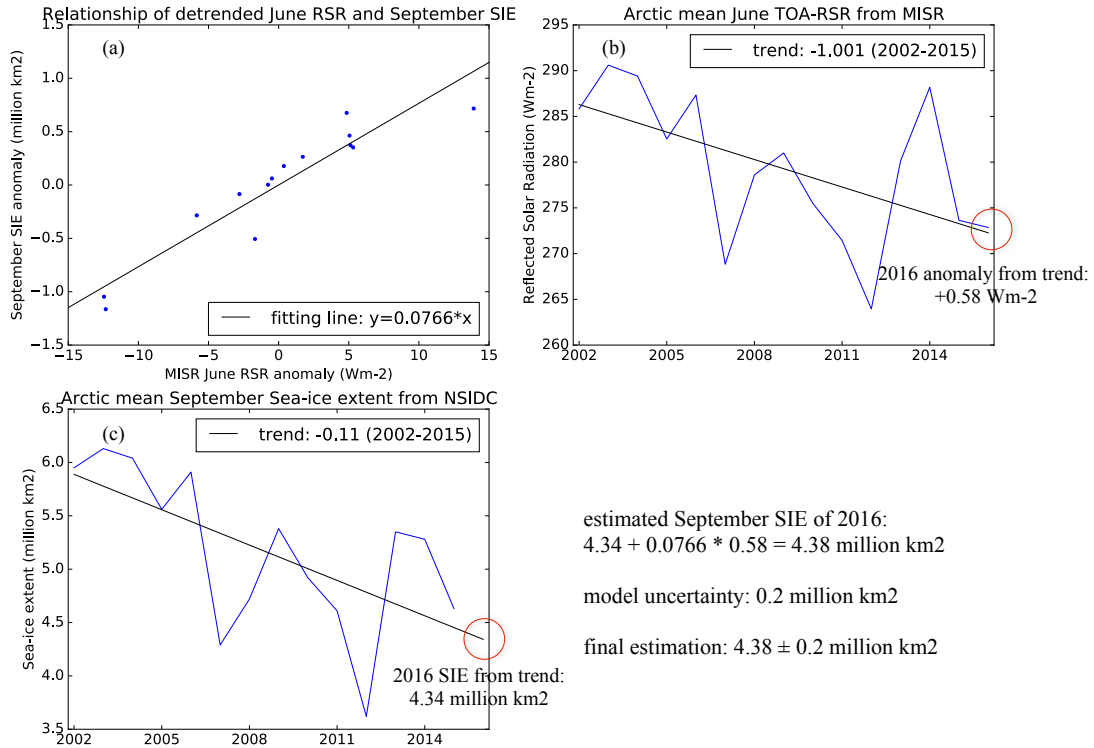 Relationship of detrended June RSR and September SIE
(a)
1.5
1.0
0.5
0.0
−0.5
−1.0
−1.5
September SIE anomaly (million km2)
fitting line: y=0.0766*x
−15 −10 −5 0 5 10 15
MISR June RSR anomaly (Wm-2)
Arctic mean June TOA-RSR from MISR
(b)
trend: -1.001 (2002-2015)
295
290
285
280
275
270
265
260
Reflected Solar Radiation (Wm-2)
2016 anomaly from trend:
+0.58 Wm-2
2002 2005 2008 2011 2014
Arctic mean September Sea-ice extent from NSIDC
(c)
trend: -0.11 (2002-2015)
6.5
6.0
5.5
5.0
4.5
4.0
3.5
Sea-ice extent (million km2)
2016 SIE from trend:
4.34 million km2
2002 2005 2008 2011 2014
estimated September SIE of 2016:
4.34 + 0.0766 * 0.58 = 4.38 million km2
model uncertainty: 0.2 million km2
final estimation: 4.38 ± 0.2 million km2